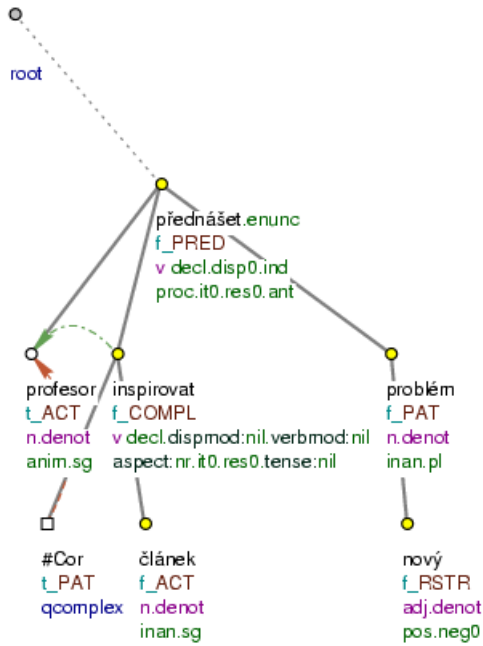 root
přednášet.enunc
f_PRED
v decl.disp0.ind
proc.it0.res0.ant
profesor
t_ACT
n.denot
anim.sg
inspirovat
f_COMPL
v decl.dispmod:nil.verbmod:nil
aspect:nr.it0.res0.tense:nil
problém
f_PAT
n.denot
inan.pl
#Cor
t_PAT
qcomplex
článek
f_ACT
n.denot
inan.sg
nový
f_RSTR
adj.denot
pos.neg0